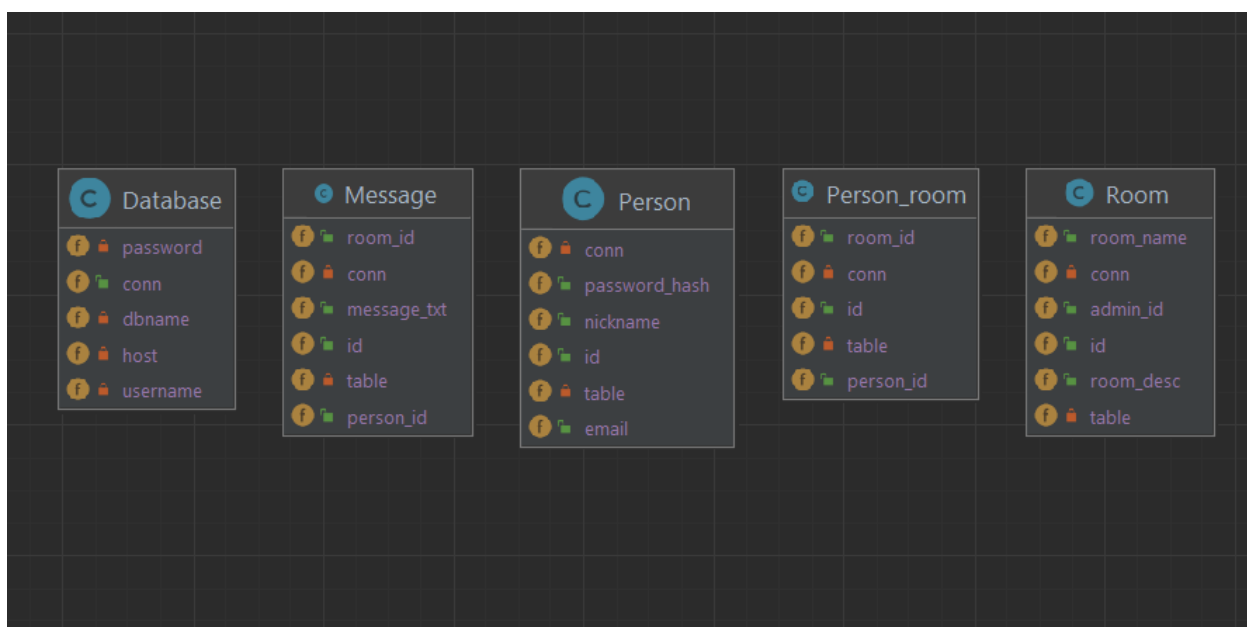 Database
password
conn
dbname
host
username
Message
room_id
conn
message_txt
id
table
person_id
Person
conn
password_hash
nickname
id
table
email
Person_room
room_id
conn
id
table
person_id
Room
room_name
conn
admin_id
id
room_desc
table